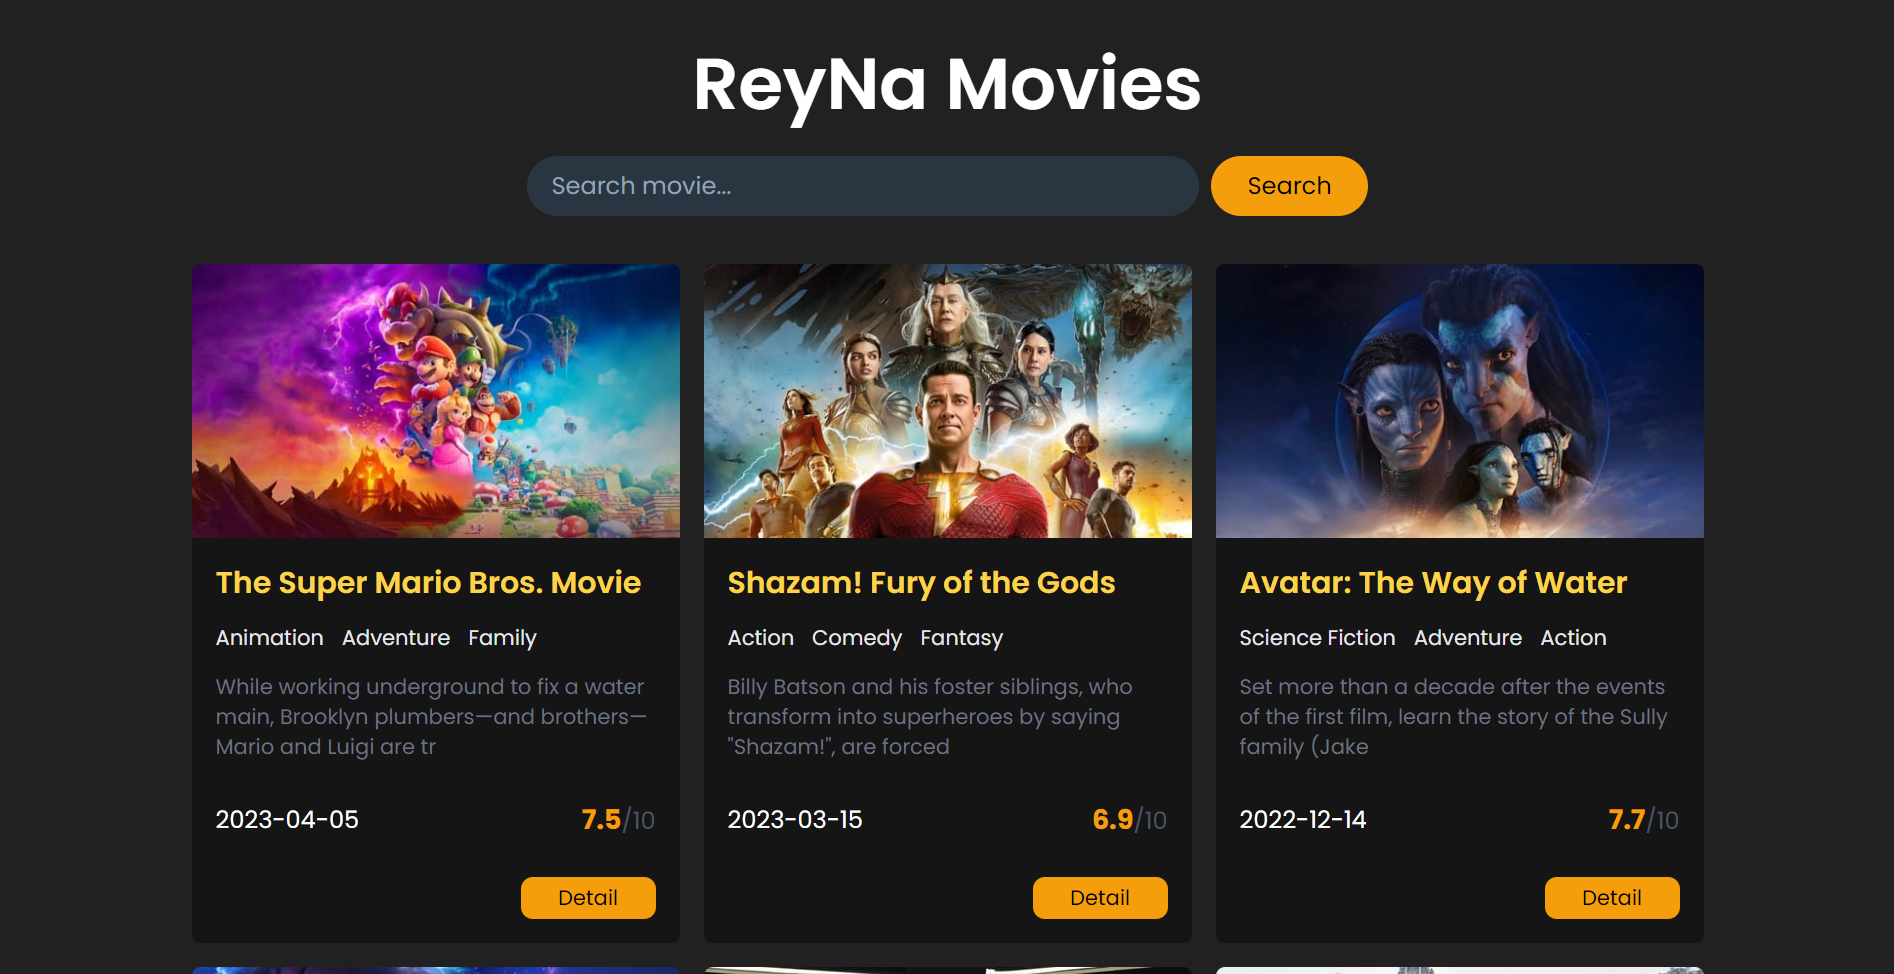 ReyNa Movies
Search movie...
Search
The Super Mario Bros. Movie
Animation Adventure Family
While working underground to fix a water
main, Brooklyn plumbers—and brothers—
Mario and Luigi are tr
2023-04-05
7.5/10
Detail
Shazam! Fury of the Gods
Action Comedy Fantasy
Billy Batson and his foster siblings, who
transform into superheroes by saying
"Shazam!", are forced
2023-03-15
6.9/10
Detail
Avatar: The Way of Water
Science Fiction Adventure Action
Set more than a decade after the events
of the first film, learn the story of the Sully
family (Jake
2022-12-14
7.7/10
Detail